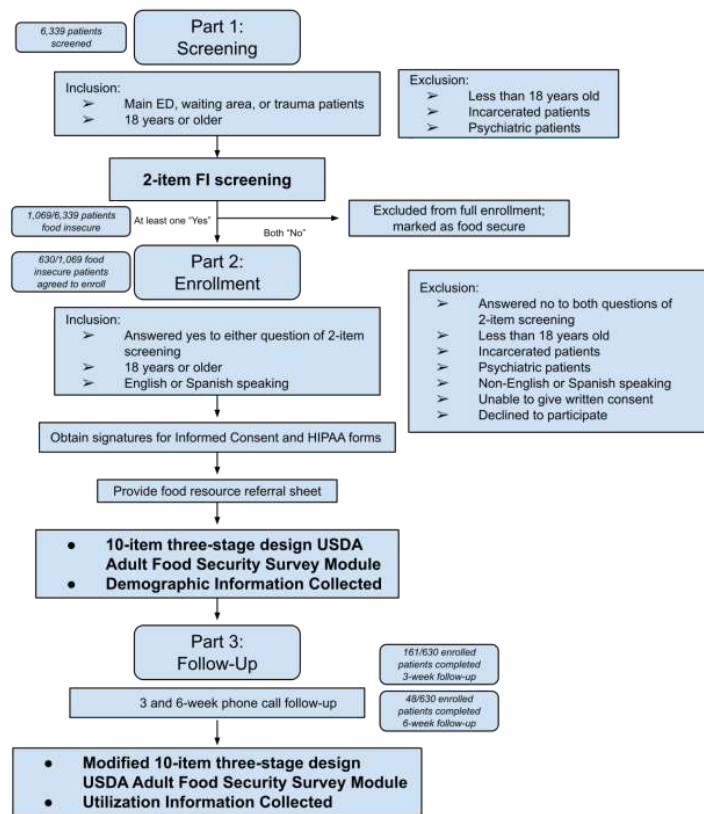 6,339 patients
screened
Part 1:
Screening
Inclusion:
➢ Main ED, waiting area, or trauma patients
➢ 18 years or older
Exclusion:
➢ Less than 18 years old
➢ Incarcerated patients
➢ Psychiatric patients
2-item FI screening
1,069/6,339 patients
food insecure
At least one "Yes"
Both "No"
Excluded from full enrollment;
marked as food secure
630/1,069 food
insecure patients
agreed to enroll
Part 2:
Enrollment
Inclusion:
➢ Answered yes to either question of 2-item
screening
➢ 18 years or older
➢ English or Spanish speaking
Exclusion:
➢ Answered no to both questions of
2-item screening
➢ Less than 18 years old
➢ Incarcerated patients
➢ Psychiatric patients
➢ Non-English or Spanish speaking
➢ Unable to give written consent
➢ Declined to participate
Obtain signatures for Informed Consent and HIPAA forms
Provide food resource referral sheet
● 10-item three-stage design USDA
Adult Food Security Survey Module
● Demographic Information Collected
Part 3:
Follow-Up
161/630 enrolled
patients completed
3-week follow-up
3 and 6-week phone call follow-up
48/630 enrolled
patients completed
6-week follow-up
● Modified 10-item three-stage design
USDA Adult Food Security Survey Module
● Utilization Information Collected